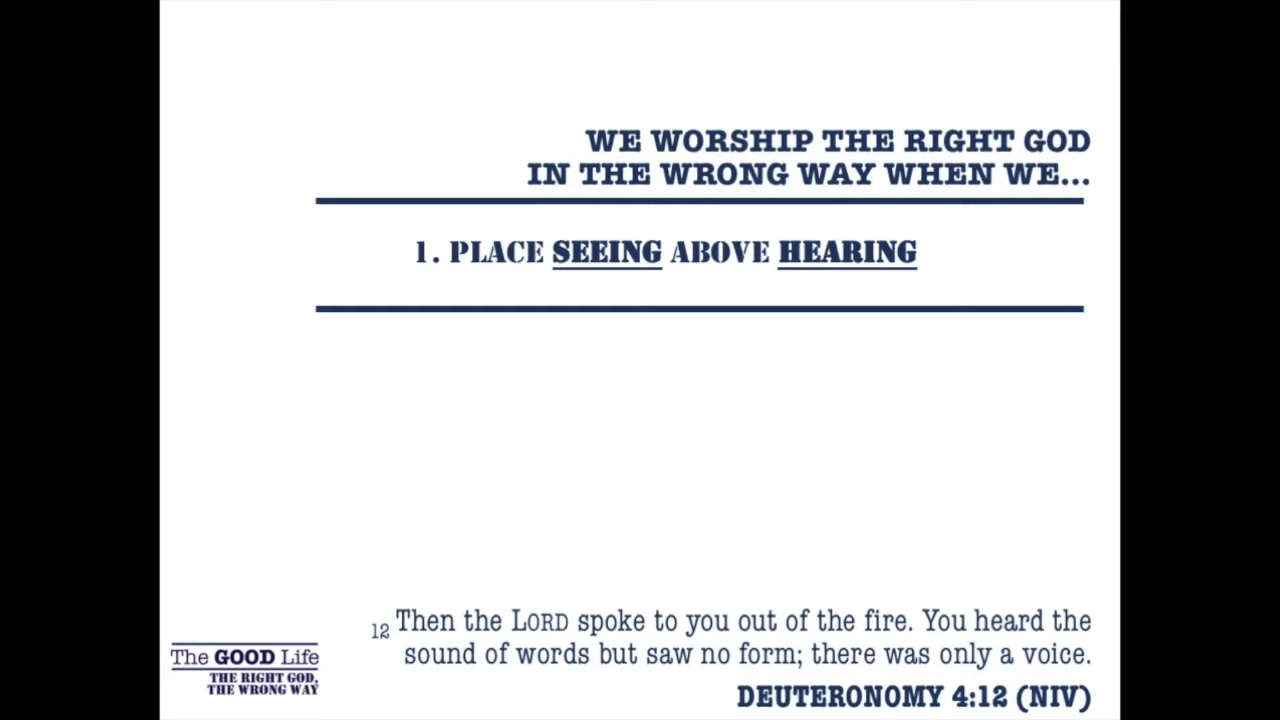 WE WORSHIP THE RIGHT GOD
IN THE WRONG WAY WHEN WE...
1. PLACE SEEING ABOVE HEARING
12 Then the LORD spoke to you out of the fire. You heard the
sound of words but saw no form; there was only a voice.
DEUTERONOMY 4:12 (NIV)
The GOOD Life
THE RIGHT GOD,
THE WRONG WAY